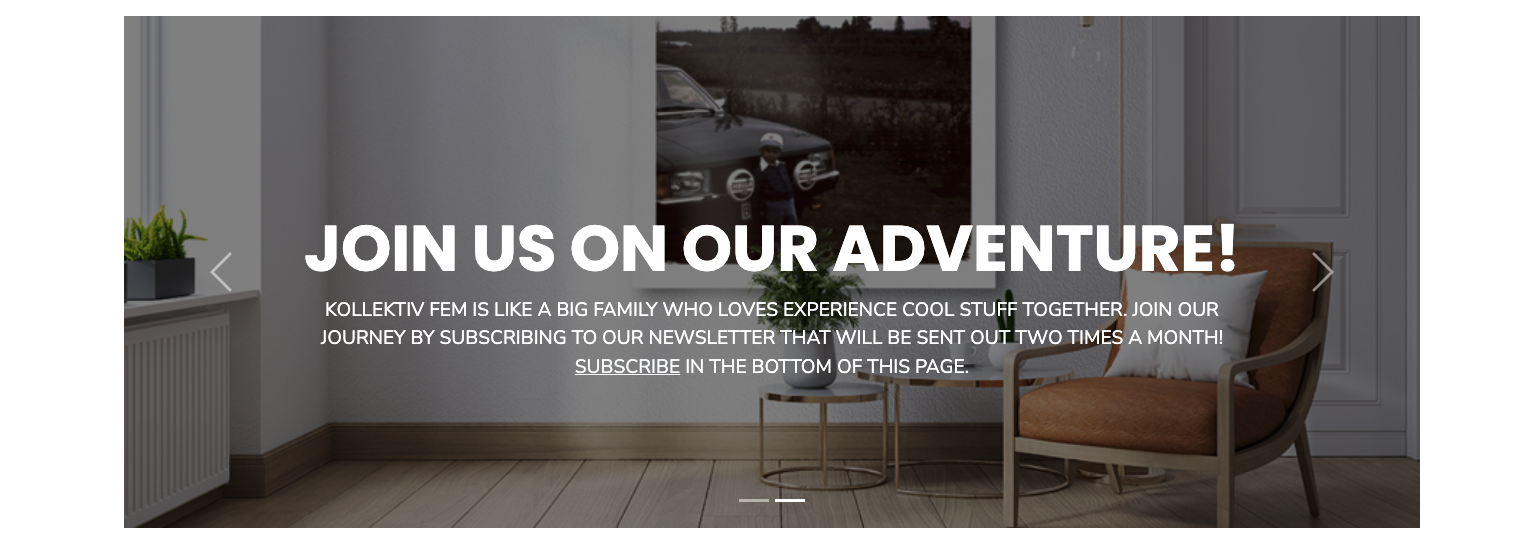 JOIN US ON OUR ADVENTURE!
KOLLEKTIV FEM IS LIKE A BIG FAMILY WHO LOVES EXPERIENCE COOL STUFF TOGETHER. JOIN OUR
JOURNEY BY SUBSCRIBING TO OUR NEWSLETTER THAT WILL BE SENT OUT TWO TIMES A MONTH!
SUBSCRIBE IN THE BOTTOM OF THIS PAGE.